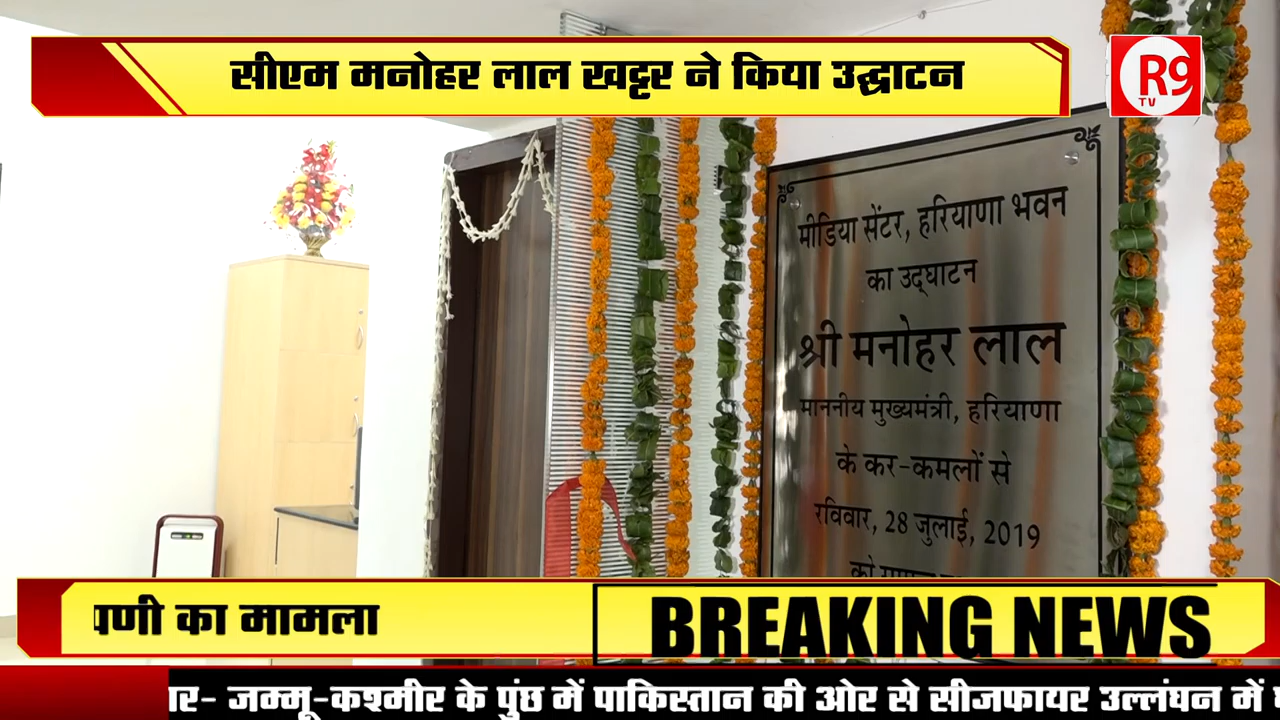 सीएम मनोहर लाल खट्टर ने किया उद्घाटन
R9
TV
मीडिया सेंटर, हरियाणा भवन
का उद्घाटन
श्री मनोहर लाल
माननीय मुख्यमंत्री, हरियाणा
के कर-कमलों से
रविवार, 28 जुलाई, 2019
को
का मामला
BREAKING NEWS
जम्मू-कश्मीर के पुंछ में पाकिस्तान की ओर से सीजफायर उल्लंघन में